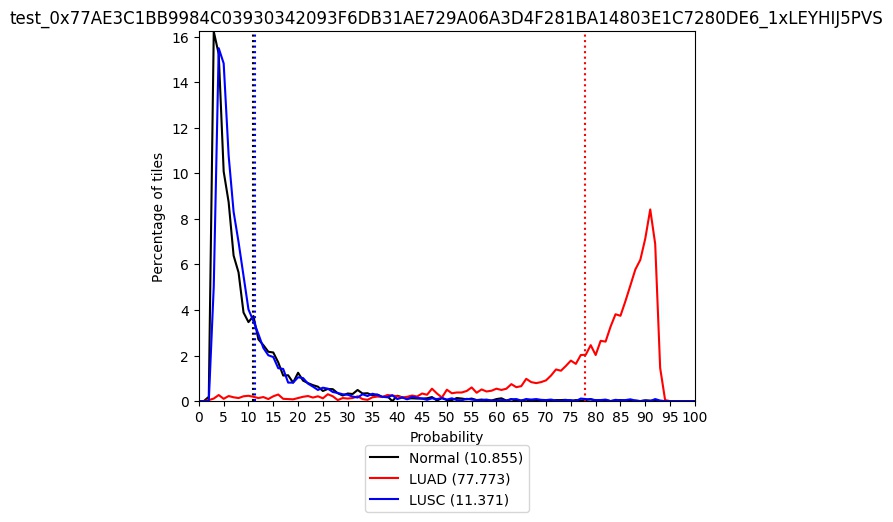 test_0x77AE3C1BB9984C03930342093F6DB31AE729A06A3D4F281BA14803E1C7280DE6_1xLEYHIJ5PVS
16
14
12
10
8
6
4
2
0
Percentage of tiles
0 5 10 15 20 25 30 35 40 45 50 55 60 65 70 75 80 85 90 95 100
Probability
Normal (10.855)
LUAD (77.773)
LUSC (11.371)